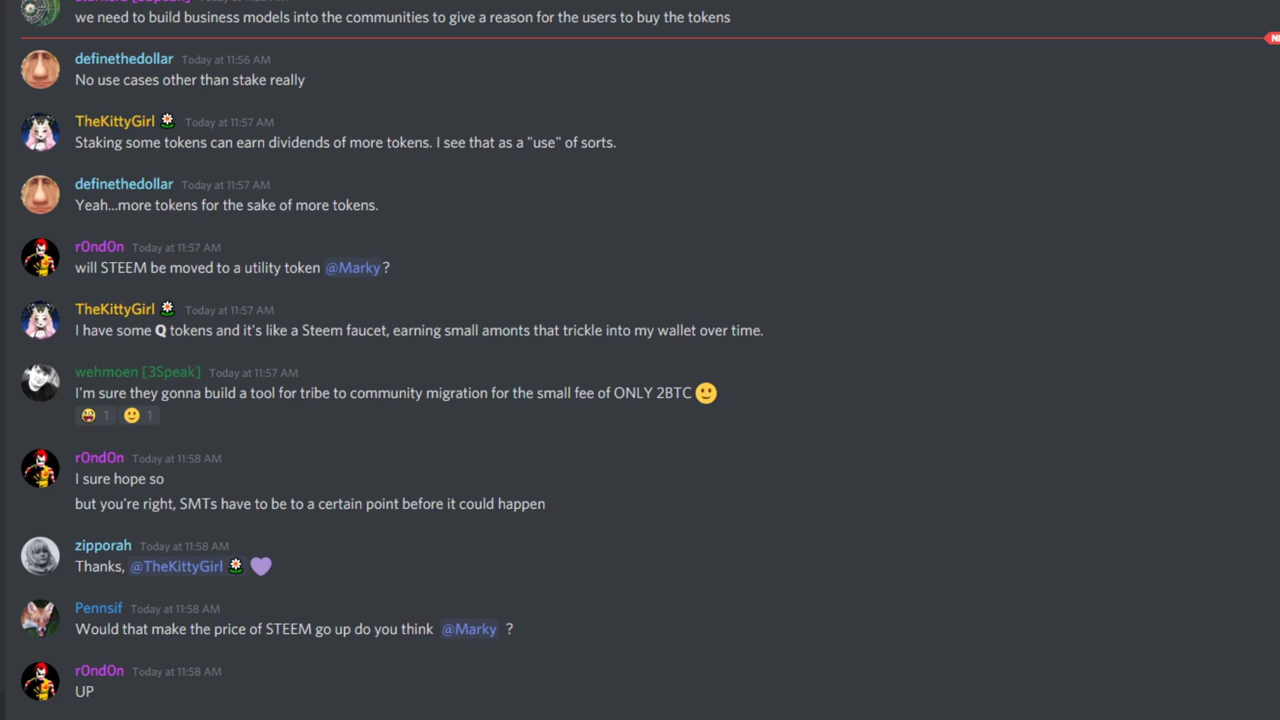 we need to build business models into the communities to give a reason for the users to buy the tokens
definethedollar Today at 11:56 AM
No use cases other than stake really
TheKittyGirl Today at 11:57 AM
Staking some tokens can earn dividends of more tokens. I see that as a "use" of sorts.
definethedollar Today at 11:57 AM
Yeah...more tokens for the sake of more tokens.
r0nd0n Today at 11:57 AM
will STEEM be moved to a utility token @Marky?
TheKittyGirl Today at 11:57 AM
I have some Q tokens and it's like a Steem faucet, earning small amonts that trickle into my wallet over time.
wehmoen [3Speak] Today at 11:57 AM
I'm sure they gonna build a tool for tribe to community migration for the small fee of ONLY 2BTC 🙂
1 1
r0nd0n Today at 11:58 AM
I sure hope so
but you're right, SMTs have to be to a certain point before it could happen
zipporah Today at 11:58 AM
Thanks, @TheKittyGirl 💜
Pennsif Today at 11:58 AM
Would that make the price of STEEM go up do you think @Marky ?
r0nd0n Today at 11:58 AM
UP